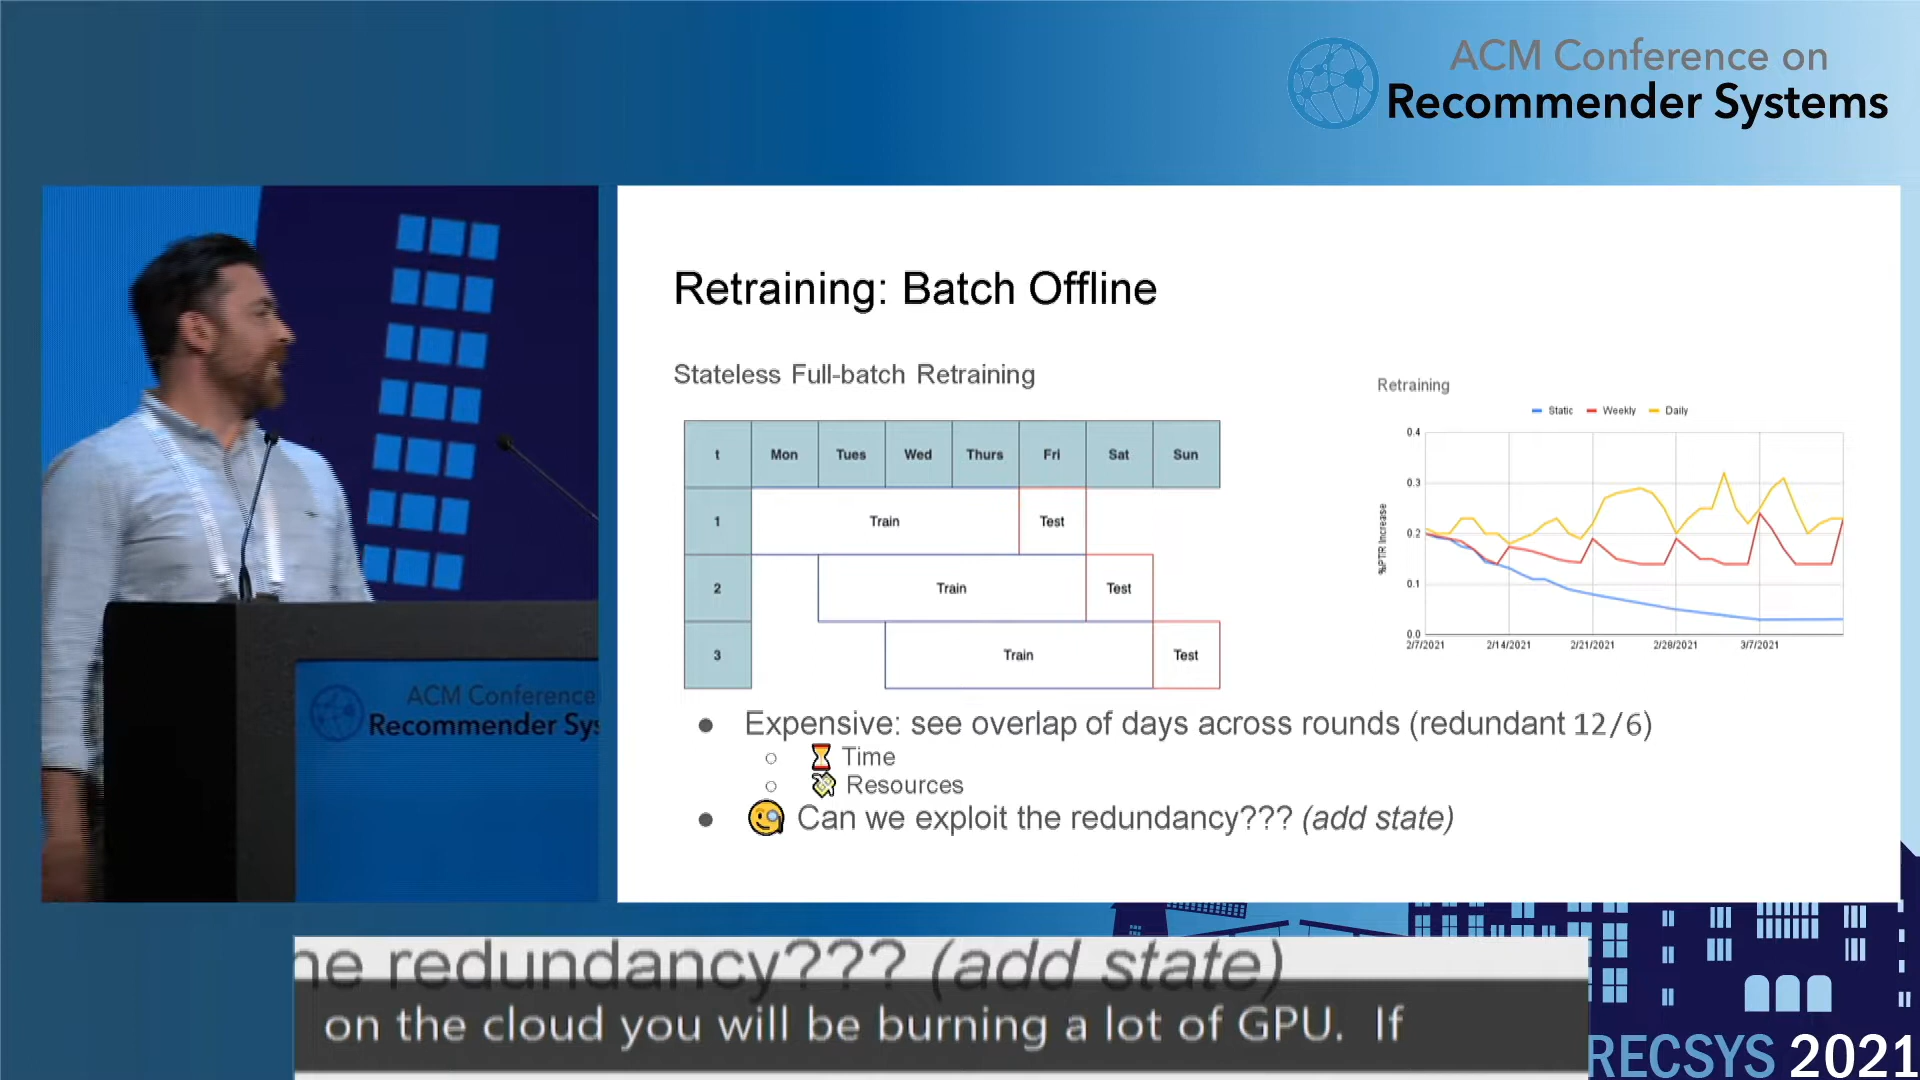 ACM Conference on
Recommender Systems
Retraining: Batch Offline
Stateless Full-batch Retraining
t Mon Tues Wed Thurs Fri Sat Sun
1 Train Test
2 Train Test
3 Train Test
Retraining
Static Weekly Daily
%PTR Increase
0.4
0.3
0.2
0.1
0.0
2/7/2021 2/14/2021 2/21/2021 2/28/2021 3/7/2021
Expensive: see overlap of days across rounds (redundant 12/6)
Time
Resources
Can we exploit the redundancy??? (add state)
ACM Conference
Recommender Sys
ne redundancy??? (add state)
on the cloud you will be burning a lot of GPU. If
RECSYS 2021